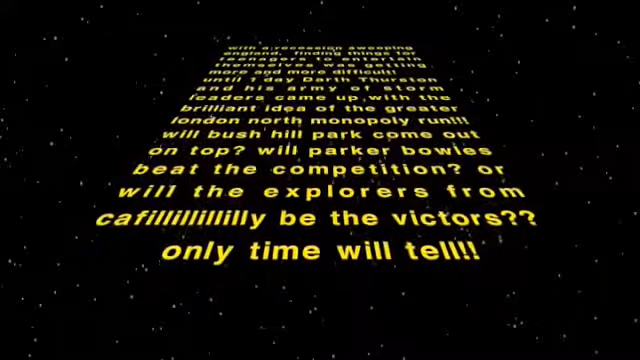 with a recession sweeping
england, finding things for
teenagers to entertain
themselves was getting
more and more difficult!
until 1 day Darth Thurston
and his army of storm
leaders came up with the
brilliant idea of the greater
london north monopoly run!!!
will bush hill park come out
on top? will parker bowles
beat the competition? or
will the explorers from
cafillillillilly be the victors??
only time will tell!!